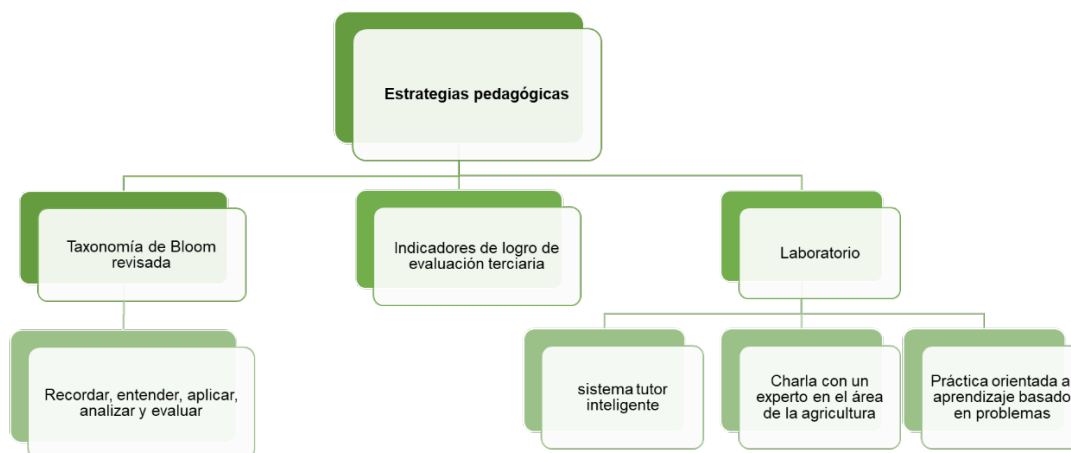 Estrategias pedagógicas
Taxonomía de Bloom
revisada
Indicadores de logro de
evaluación terciaria
Laboratorio
Recordar, entender, aplicar,
analizar y evaluar
sistema tutor
inteligente
Charla con un
experto en el área
de la agricultura
Práctica orientada a
aprendizaje basado
en problemas